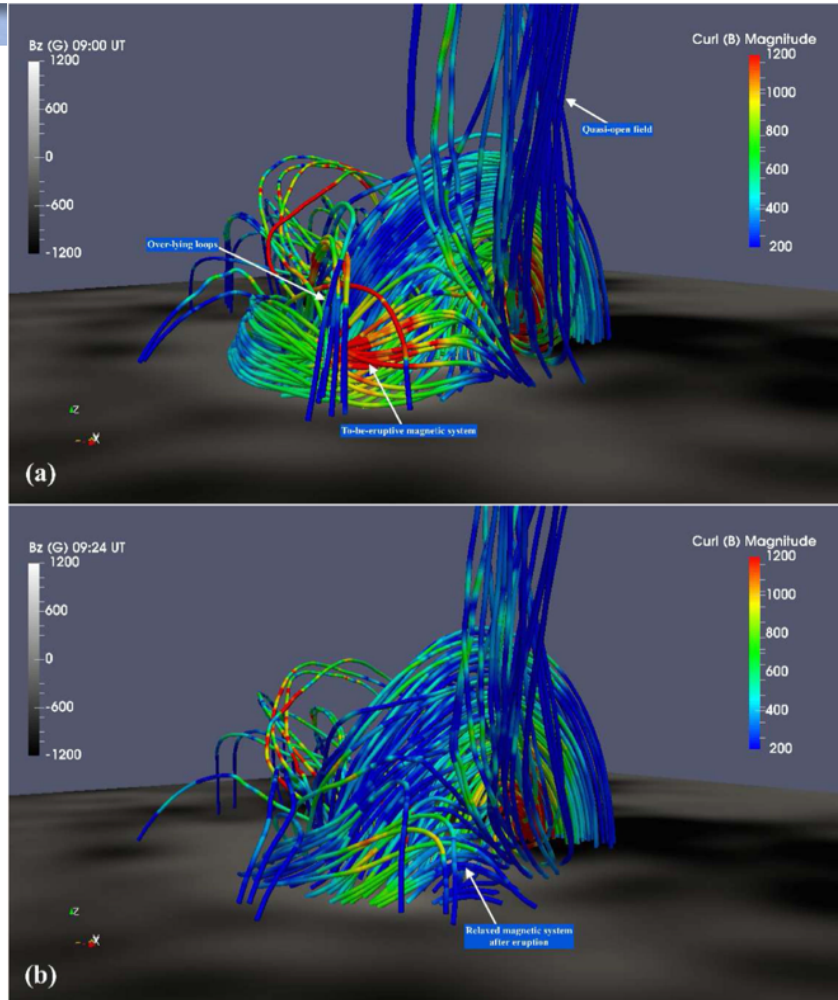 Bz (G) 09:00 UT
1200
600
0
-600
-1200
Curl (B) Magnitude
1200
1000
800
600
400
200
Quasi-open field
Over-lying loops
To-be-eruptive magnetic system
Z
X
(a)
Bz (G) 09:24 UT
1200
600
0
-600
-1200
Curl (B) Magnitude
1200
1000
800
600
400
200
Relaxed magnetic system
after eruption
Z
X
(b)